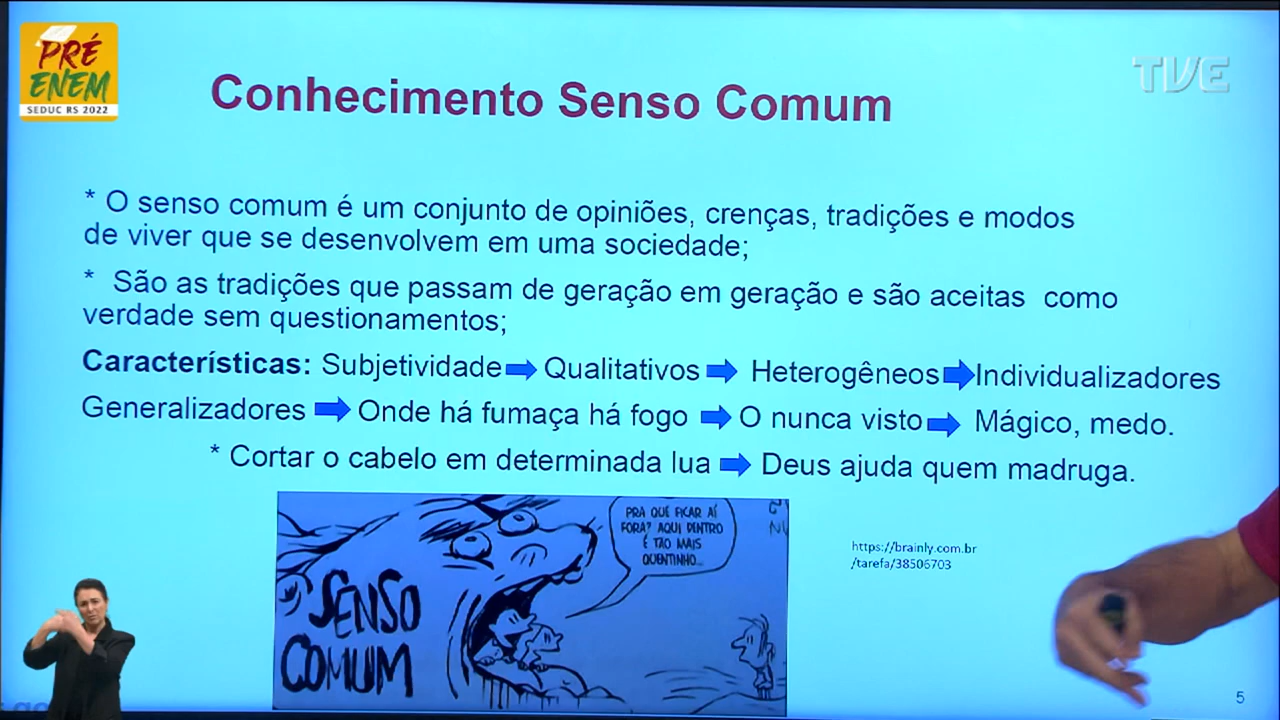 PRÉ
ENEM
SEDUC RS 2022
TVE
Conhecimento Senso Comum
* O senso comum é um conjunto de opiniões, crenças, tradições e modos
de viver que se desenvolvem em uma sociedade;
* São as tradições que passam de geração em geração e são aceitas como
verdade sem questionamentos;
Características: Subjetividade Qualitativos Heterogêneos Individualizadores
Generalizadores Onde há fumaça há fogo O nunca visto Mágico, medo.
* Cortar o cabelo em determinada lua Deus ajuda quem madruga.
PRA QUE FICAR AÍ
FORA? AQUI DENTRO
É TÃO MAIS
QUENTINHO...
SENSO
COMUM
https://brainly.com.br
/tarefa/38506703
5